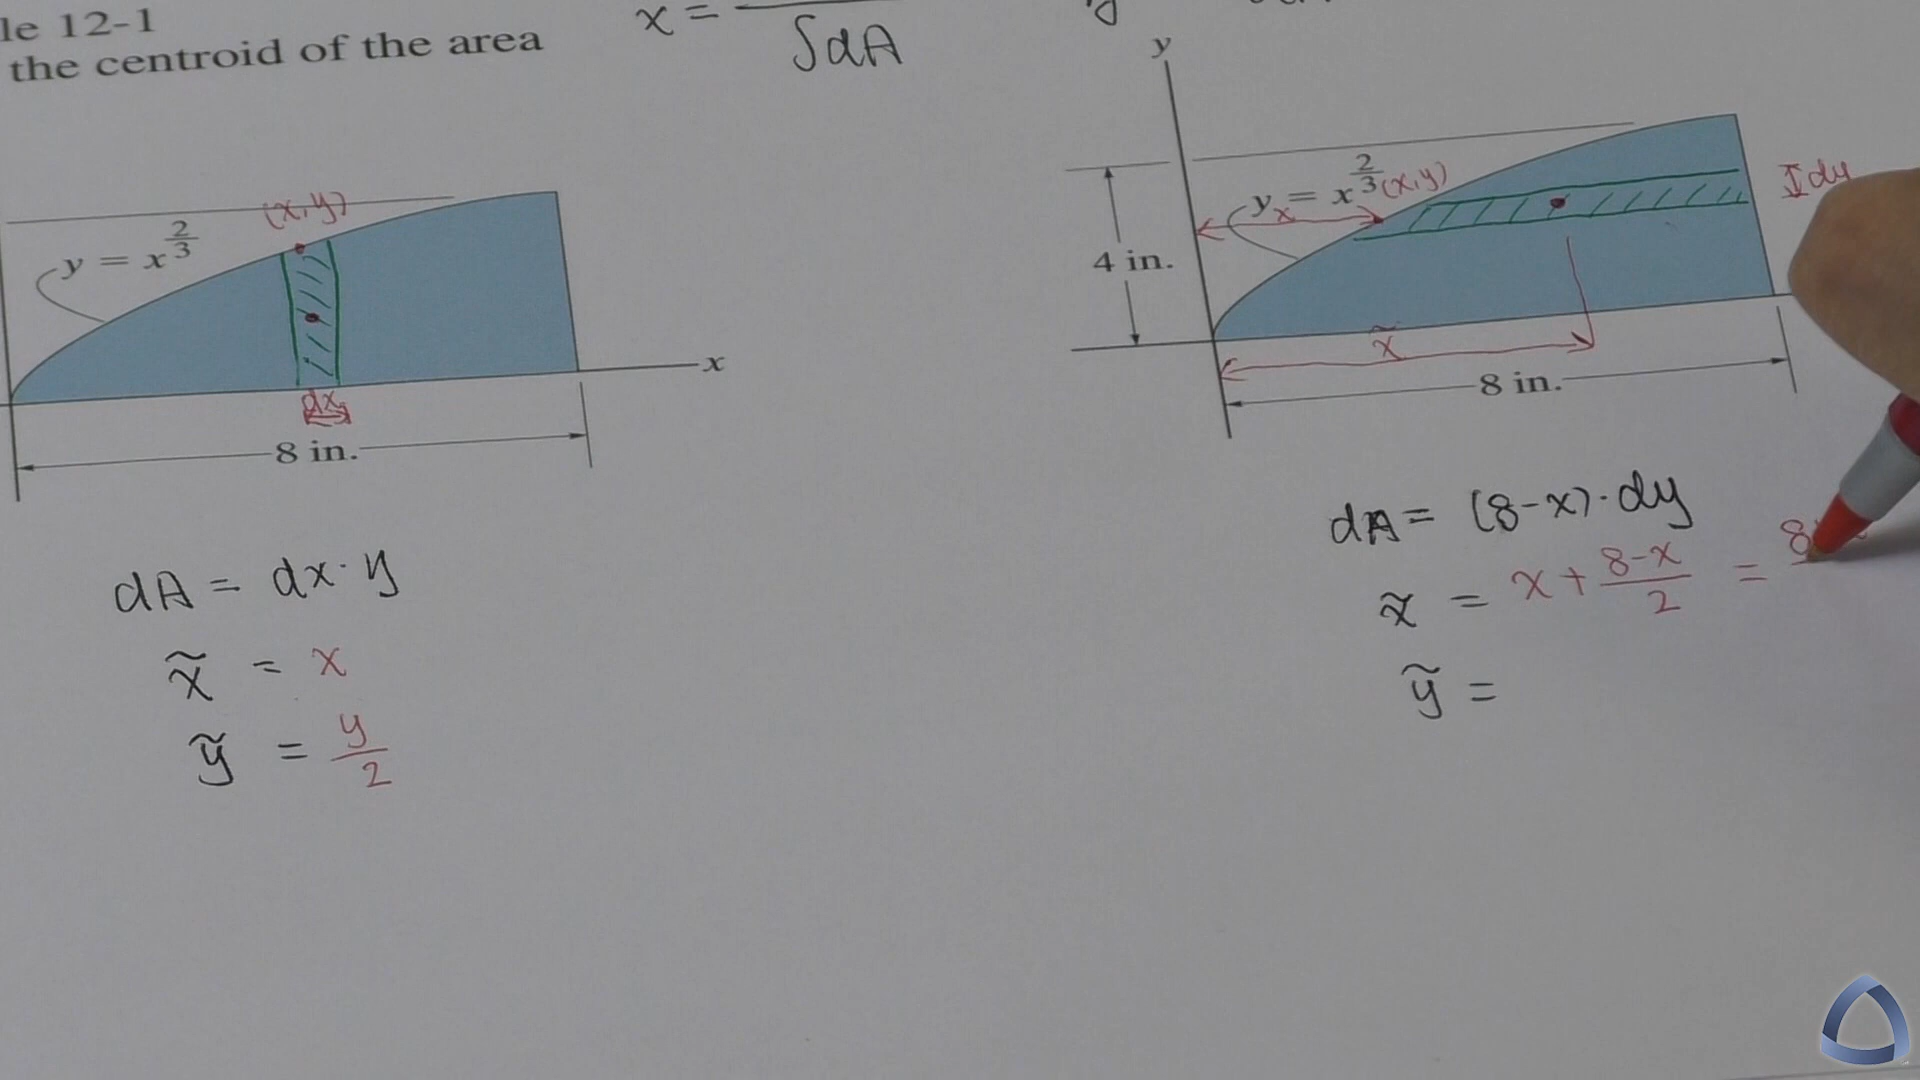 le 12-1
the centroid of the area
x =
∫dA
y
(x,y)
y = x^{2/3}
x
dx
8 in.
y = x^{2/3}
(x,y)
x
I dy
4 in.
x̃
8 in.
dA = dx · y
x̃ = x
ỹ = y/2
dA = (8-x) · dy
x̃ = x + (8-x)/2 = 8
ỹ =